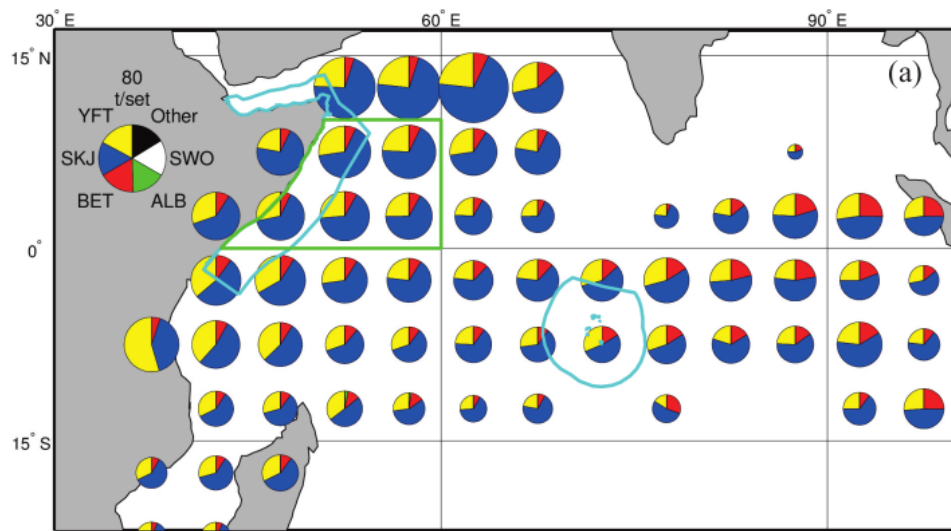 30° E
60° E
90° E
15° N
(a)
80
t/set
YFT
Other
SKJ
SWO
BET
ALB
0°
15° S